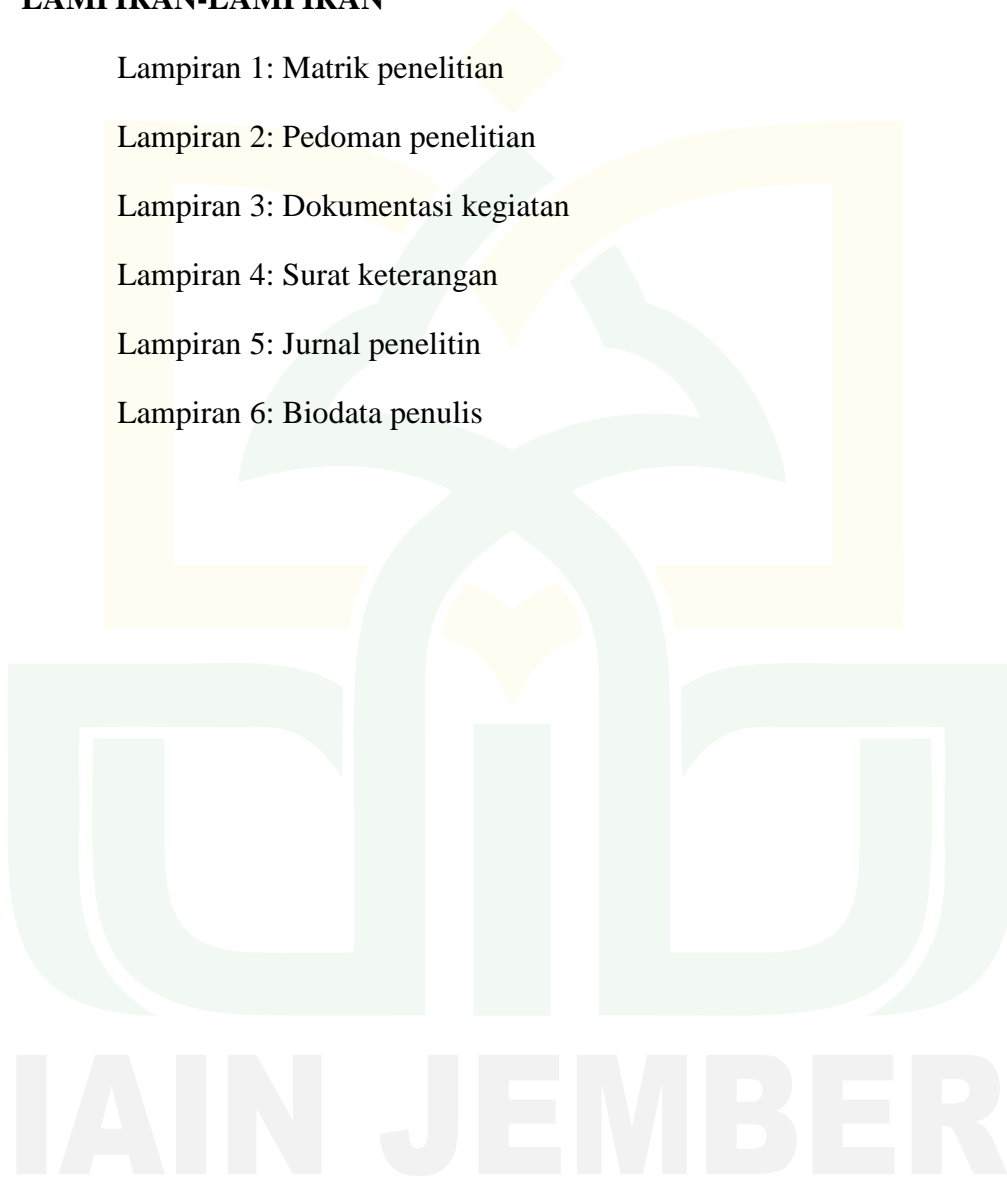 LAMPIRAN-LAMPIRAN
Lampiran 1: Matrik penelitian
Lampiran 2: Pedoman penelitian
Lampiran 3: Dokumentasi kegiatan
Lampiran 4: Surat keterangan
Lampiran 5: Jurnal penelitin
Lampiran 6: Biodata penulis
IAIN JEMBER